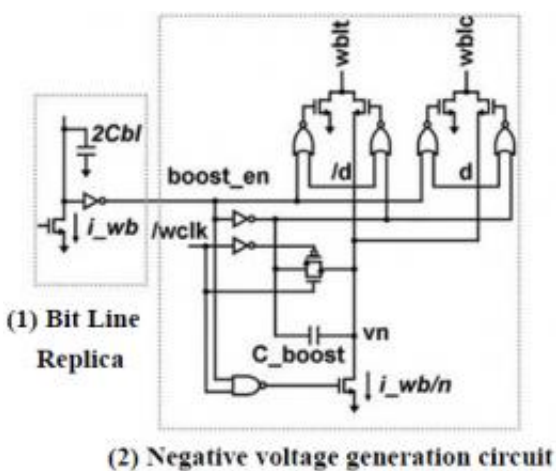 wblt
wblc
2Cbl
boost_en
/d
d
i_wb
/wclk
(1) Bit Line
Replica
C_boost
vn
i_wb/n
(2) Negative voltage generation circuit